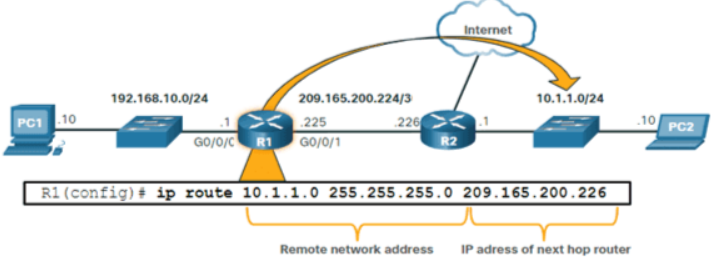 Internet
192.168.10.0/24
209.165.200.224/3
10.1.1.0/24
PC1
.10
.1
G0/0/0
R1
.225
G0/0/1
.226
R2
.1
.10
PC2
R1(config)# ip route 10.1.1.0 255.255.255.0 209.165.200.226
Remote network address
IP adress of next hop router